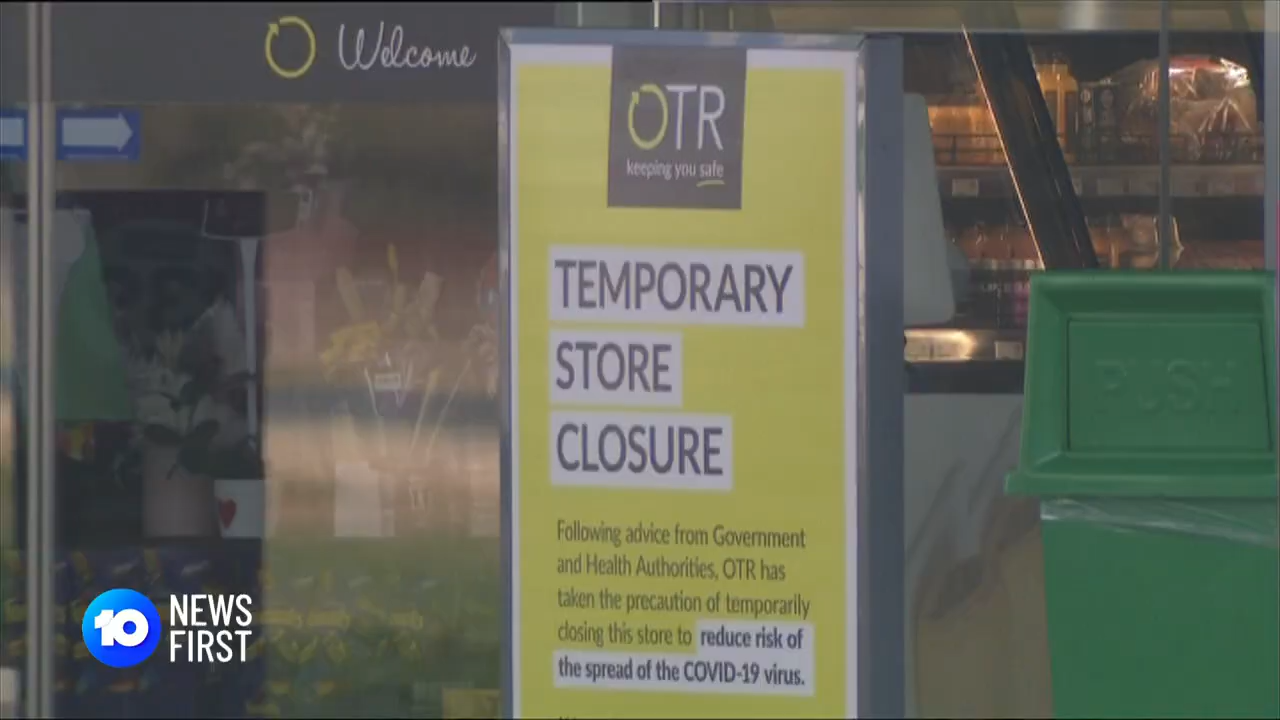 Welcome
OTR
keeping you safe
TEMPORARY
STORE
CLOSURE
Following advice from Government
and Health Authorities, OTR has
taken the precaution of temporarily
closing this store to reduce risk of
the spread of the COVID-19 virus.
PUSH
10 NEWS
FIRST